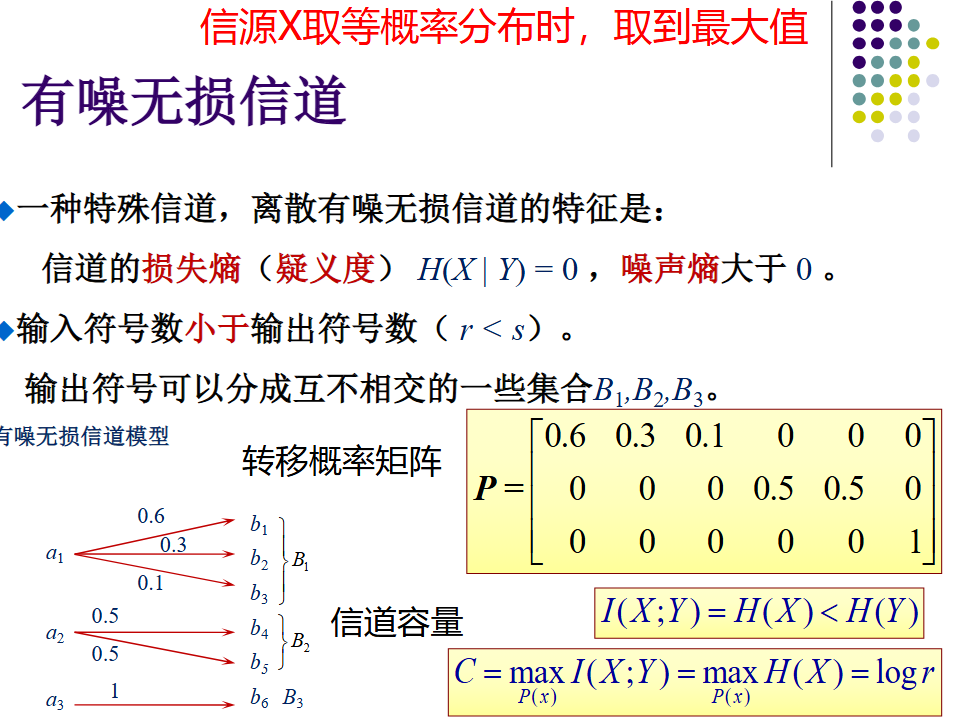 信源X取等概率分布时，取到最大值
有噪无损信道
一种特殊信道，离散有噪无损信道的特征是：
信道的损失熵（疑义度） H(X | Y) = 0 ，噪声熵大于 0 。
输入符号数小于输出符号数（ r < s）。
输出符号可以分成互不相交的一些集合B₁,B₂,B₃。
有噪无损信道模型
转移概率矩阵
P =
0.6 0.3 0.1 0 0 0
0 0 0 0.5 0.5 0
0 0 0 0 0 1
a₁ 0.6 0.3 0.1 b₁ b₂ b₃ B₁
a₂ 0.5 0.5 b₄ b₅ B₂
a₃ 1 b₆ B₃
信道容量
I(X;Y) = H(X) < H(Y)
C = max I(X;Y) = max H(X) = log r
P(x) P(x)